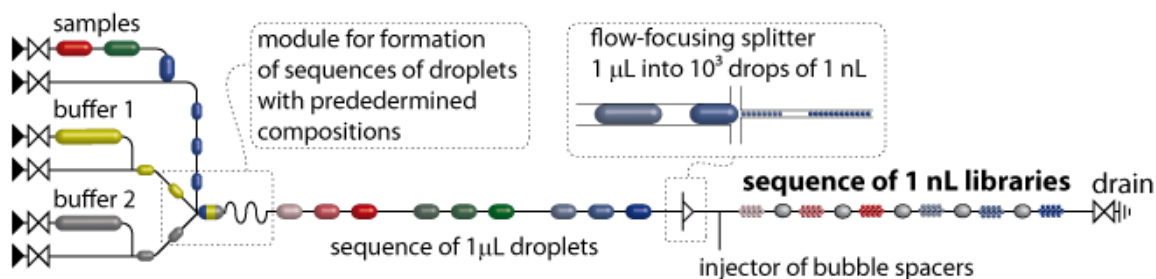 samples
module for formation
of sequences of droplets
with prededermined
compositions
flow-focusing splitter
1 μL into 10³ drops of 1 nL
buffer 1
buffer 2
sequence of 1μL droplets
sequence of 1 nL libraries
drain
injector of bubble spacers